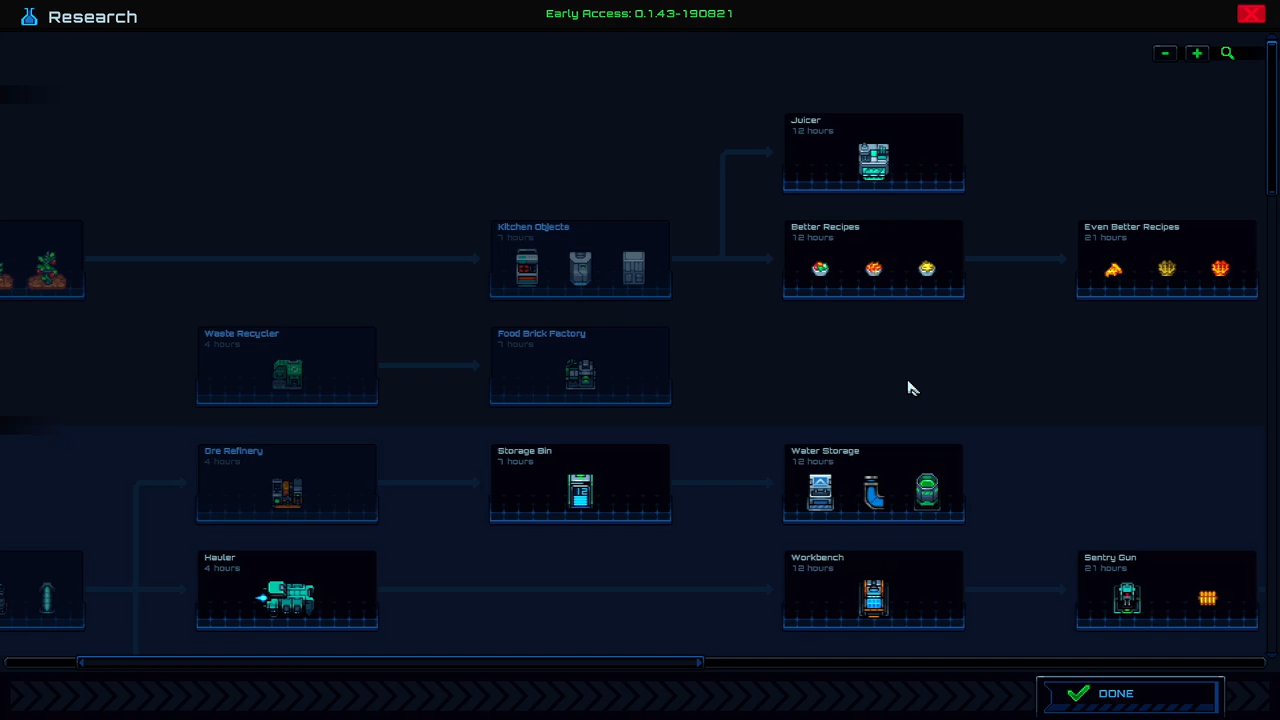 Research
Early Access: 0.1.43-190821
Juicer
12 hours
Kitchen Objects
7 hours
Better Recipes
12 hours
Even Better Recipes
21 hours
Waste Recycler
4 hours
Food Brick Factory
7 hours
Ore Refinery
4 hours
Storage Bin
7 hours
12
Water Storage
12 hours
Hauler
4 hours
Workbench
12 hours
Sentry Gun
21 hours
DONE